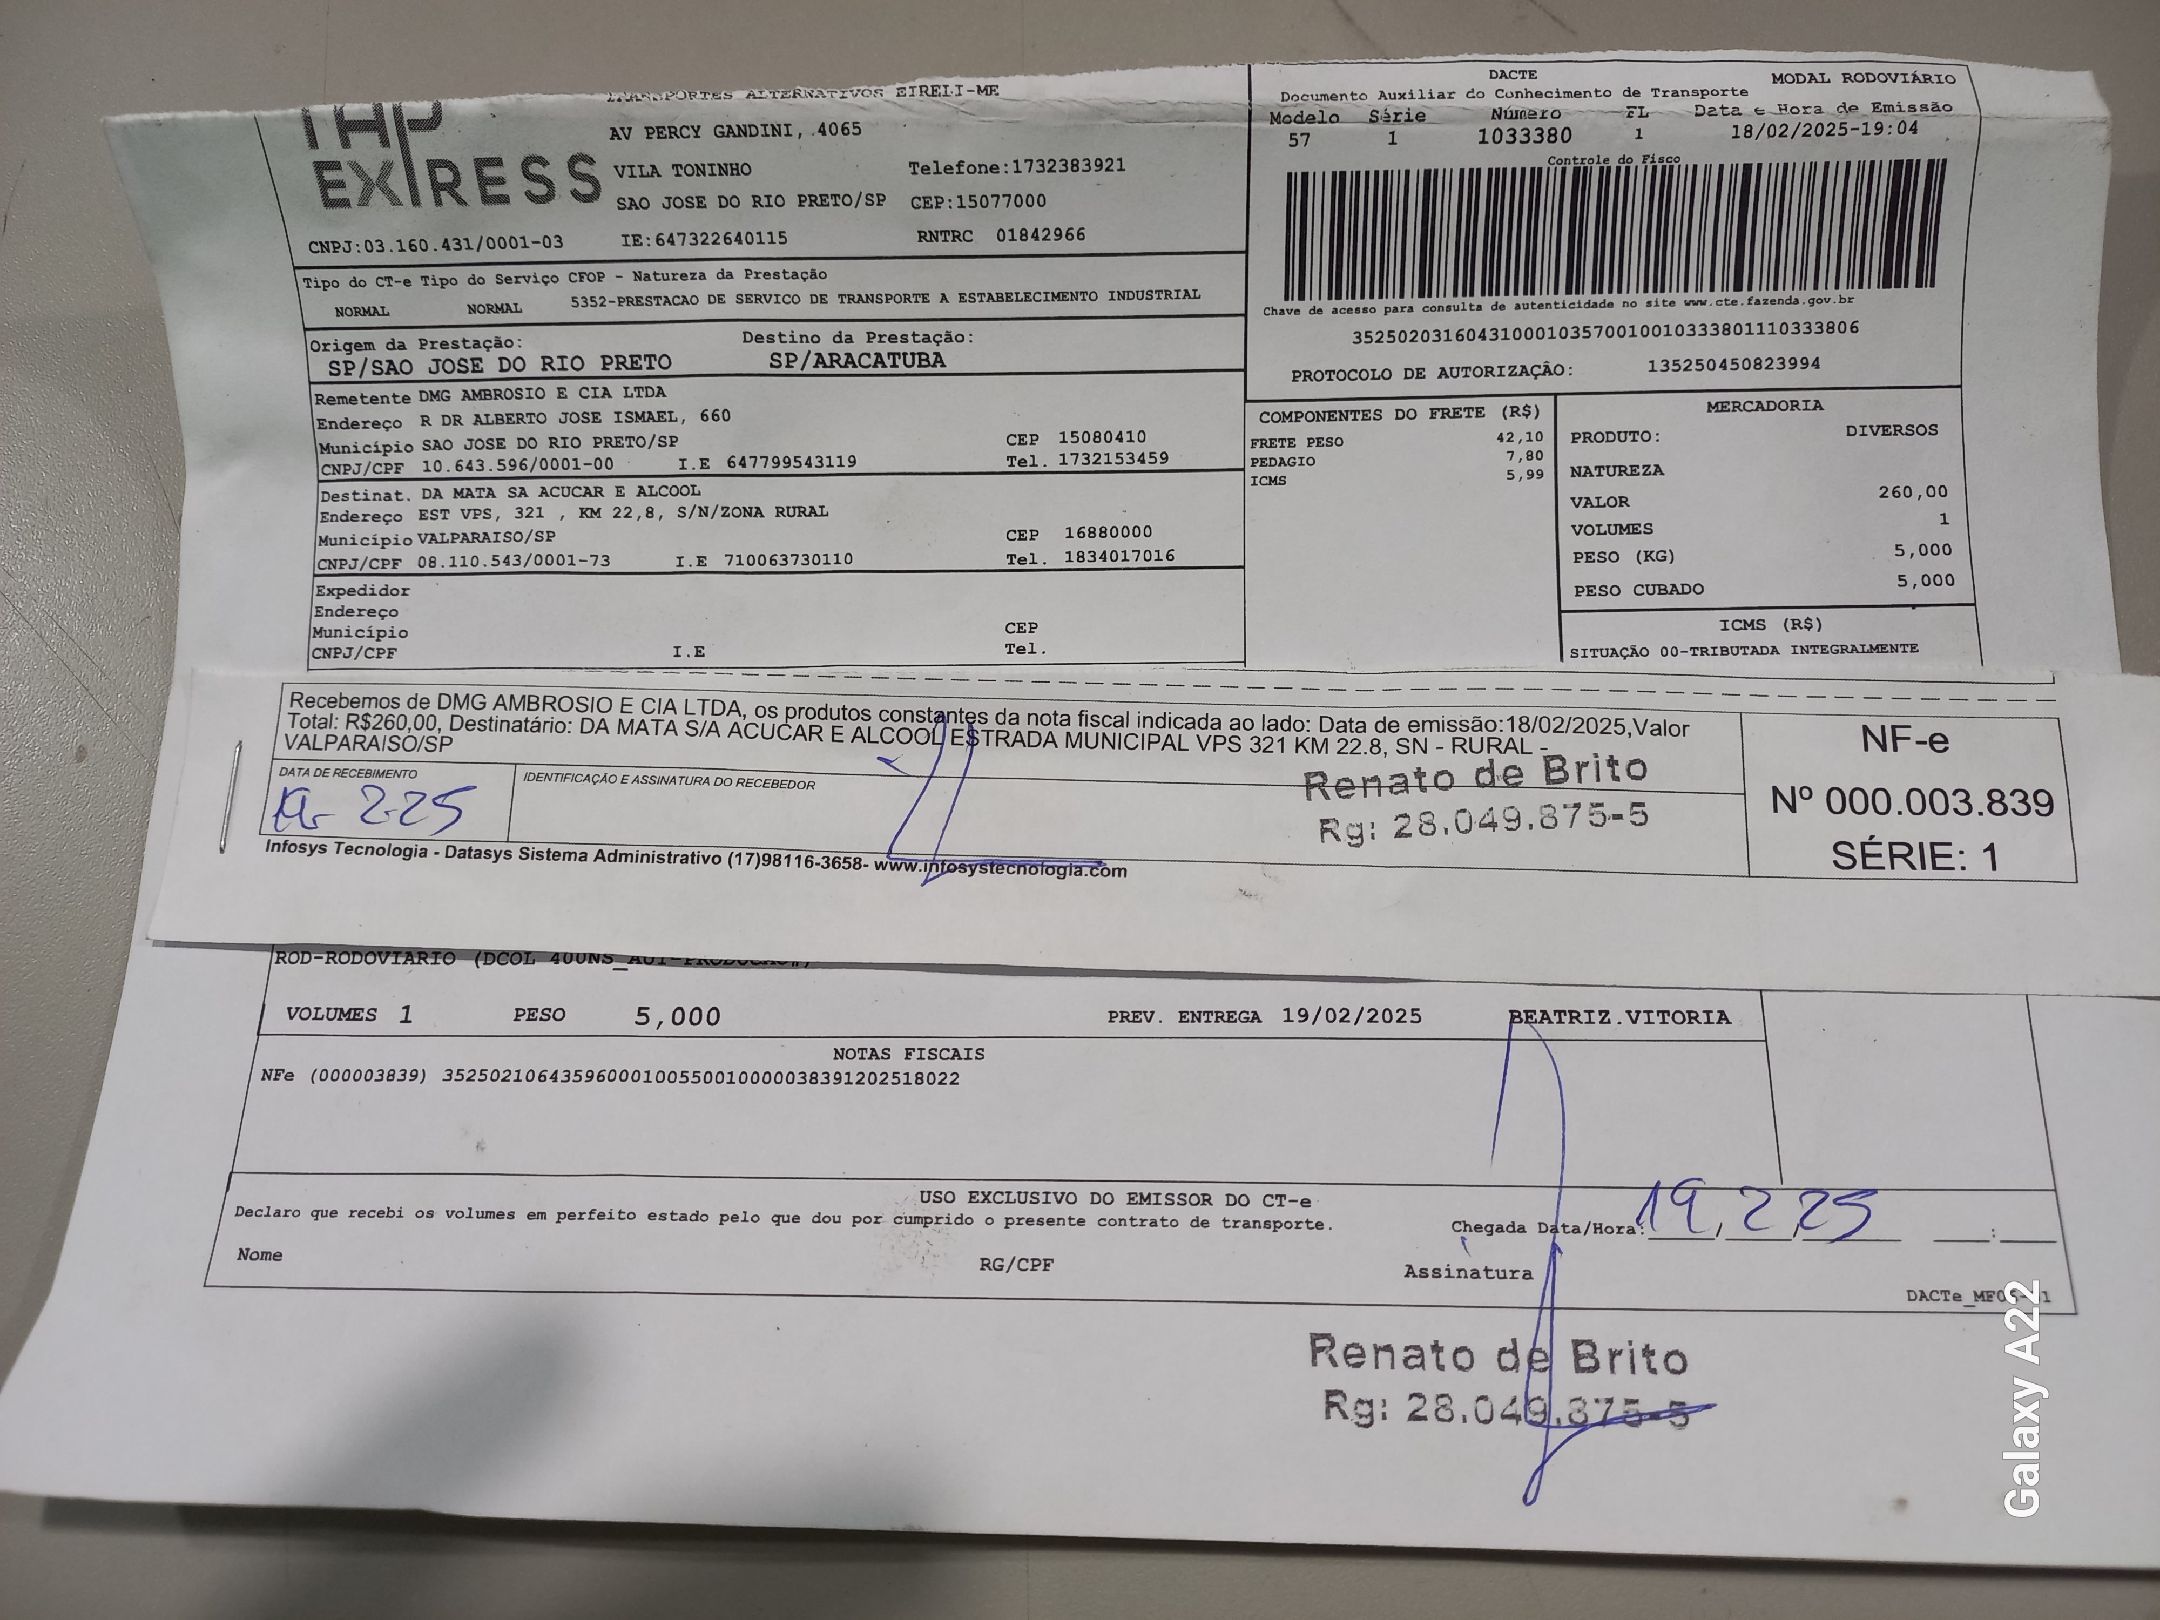 TRANSPORTES ALTERNATIVOS EIRELI-ME
EXPRESS
AV PERCY GANDINI, 4065
VILA TONINHO Telefone:1732383921
SAO JOSE DO RIO PRETO/SP CEP:15077000
CNPJ:03.160.431/0001-03 IE:647322640115 RNTRC 01842966
DACTE MODAL RODOVIÁRIO
Documento Auxiliar do Conhecimento de Transporte
Modelo Série Número FL Data e Hora de Emissão
57 1 1033380 1 18/02/2025-19:04
Controle do Fisco
Chave de acesso para consulta de autenticidade no site www.cte.fazenda.gov.br
35250203160431000103570010010333801110333806
PROTOCOLO DE AUTORIZAÇÃO: 135250450823994
Tipo do CT-e Tipo do Serviço CFOP - Natureza da Prestação
NORMAL NORMAL 5352-PRESTACAO DE SERVICO DE TRANSPORTE A ESTABELECIMENTO INDUSTRIAL
Origem da Prestação: Destino da Prestação:
SP/SAO JOSE DO RIO PRETO SP/ARACATUBA
Remetente DMG AMBROSIO E CIA LTDA
Endereço R DR ALBERTO JOSE ISMAEL, 660
Município SAO JOSE DO RIO PRETO/SP CEP 15080410
CNPJ/CPF 10.643.596/0001-00 I.E 647799543119 Tel. 1732153459
Destinat. DA MATA SA ACUCAR E ALCOOL
Endereço EST VPS, 321 , KM 22,8, S/N/ZONA RURAL
Município VALPARAISO/SP CEP 16880000
CNPJ/CPF 08.110.543/0001-73 I.E 710063730110 Tel. 1834017016
Expedidor
Endereço
Município CEP
CNPJ/CPF I.E Tel.
COMPONENTES DO FRETE (R$)
FRETE PESO 42,10
PEDAGIO 7,80
ICMS 5,99
MERCADORIA
PRODUTO: DIVERSOS
NATUREZA
VALOR 260,00
VOLUMES 1
PESO (KG) 5,000
PESO CUBADO 5,000
ICMS (R$)
SITUAÇÃO 00-TRIBUTADA INTEGRALMENTE
Recebemos de DMG AMBROSIO E CIA LTDA, os produtos constantes da nota fiscal indicada ao lado: Data de emissão:18/02/2025,Valor
Total: R$260,00, Destinatário: DA MATA S/A ACUCAR E ALCOOL ESTRADA MUNICIPAL VPS 321 KM 22.8, SN - RURAL -
VALPARAISO/SP
DATA DE RECEBIMENTO IDENTIFICAÇÃO E ASSINATURA DO RECEBEDOR
2-25
Renato de Brito
Rg: 28.049.875-5
NF-e
Nº 000.003.839
SÉRIE: 1
Infosys Tecnologia - Datasys Sistema Administrativo (17)98116-3658- www.infosystecnologia.com
ROD-RODOVIARIO (DCOL 400NS_AUT-PRODUCAO#)
VOLUMES 1 PESO 5,000 PREV. ENTREGA 19/02/2025 BEATRIZ.VITORIA
NOTAS FISCAIS
NFe (000003839) 35250210643596000100550010000038391202518022
USO EXCLUSIVO DO EMISSOR DO CT-e
Declaro que recebi os volumes em perfeito estado pelo que dou por cumprido o presente contrato de transporte.
Chegada Data/Hora: 19,2,25 :
Nome RG/CPF Assinatura
Renato de Brito
Rg: 28.049.875-5
Galaxy A22